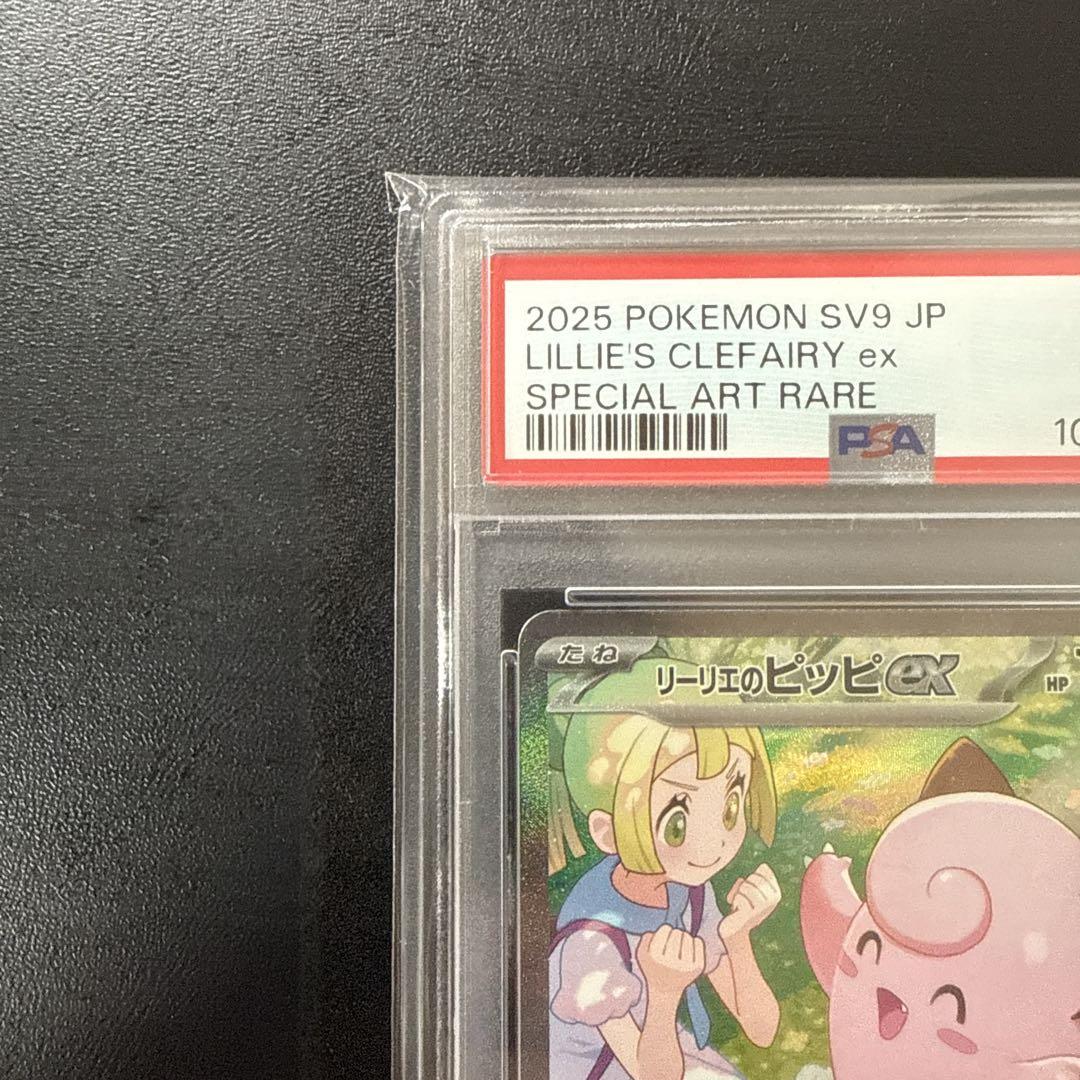 2025 POKEMON SV9 JP
LILLIE'S CLEFAIRY ex
SPECIAL ART RARE
PSA
たね
リーリエのピッピex
HP